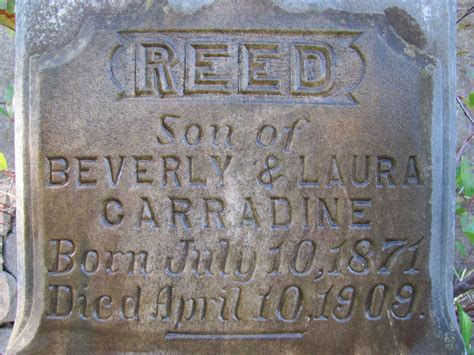 REED
Son of
BEVERLY & LAURA
CARRADINE
Born July 10, 1871
Died April 10, 1909.